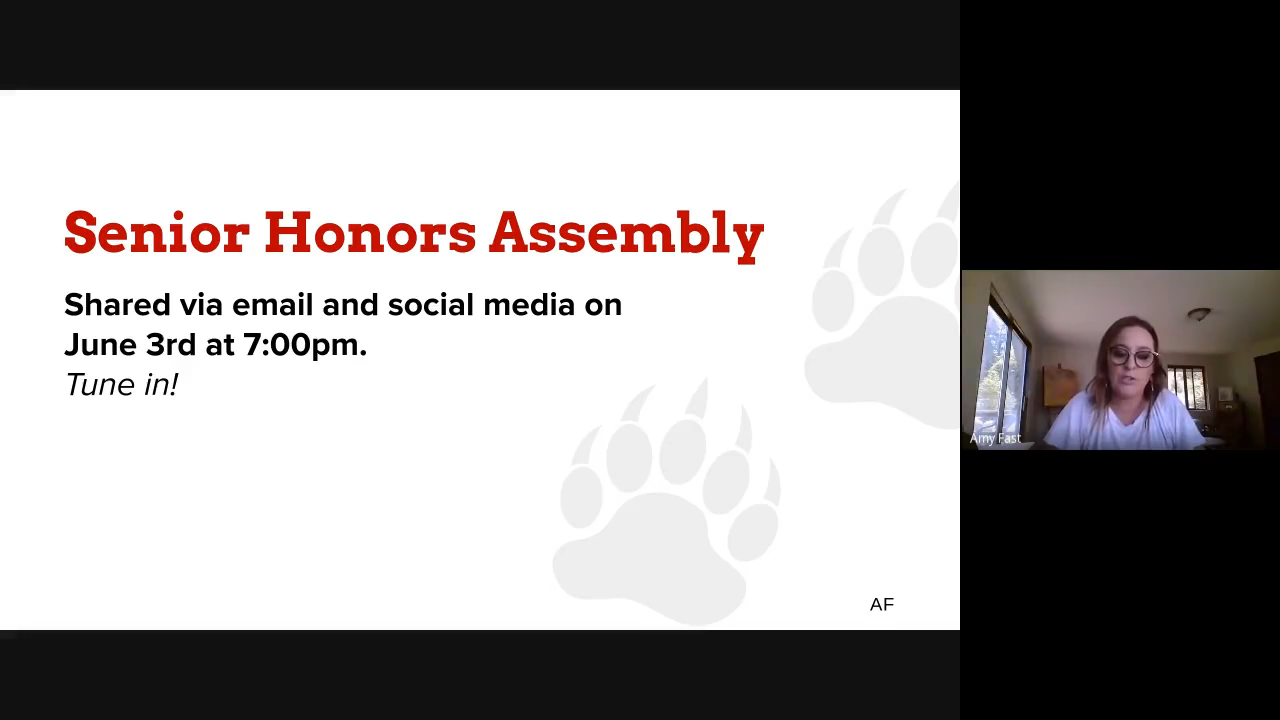 Senior Honors Assembly
Shared via email and social media on
June 3rd at 7:00pm.
Tune in!
AF
Amy Fast